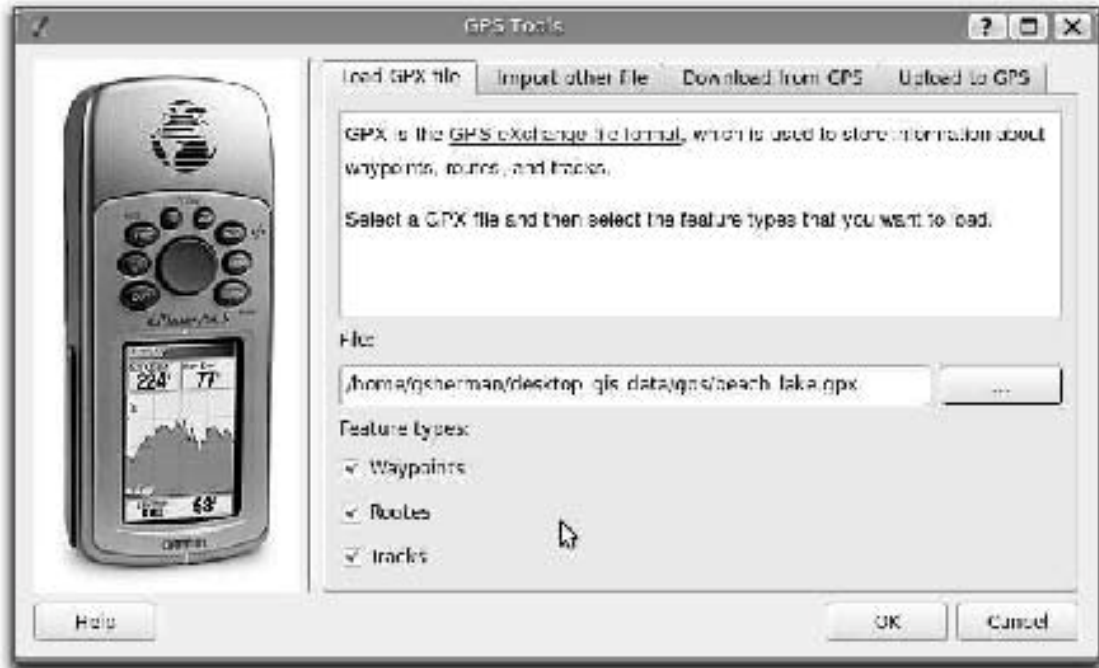 GPS Tools
Load GPX file
Import other file
Download from GPS
Upload to GPS
GPX is the GPS eXchange file format, which is used to store information about
waypoints, routes, and tracks.
Select a GPX file and then select the feature types that you want to load.
224'
77'
68'
GARMIN
File:
/home/gsherman/desktop_gis_data/gps/beach_lake.gpx
...
Feature types:
Waypoints
Routes
Tracks
Help
OK
Cancel